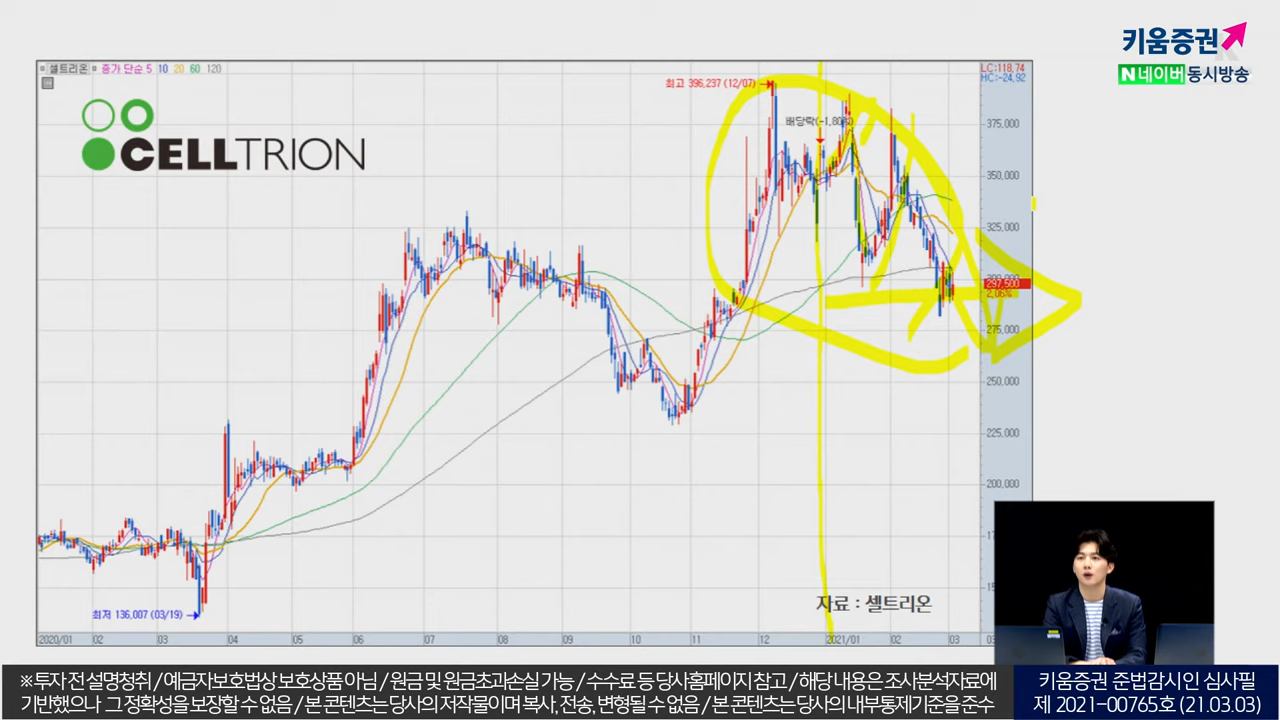 키움증권
N 네이버 동시방송
셀트리온 종가 단순 5 10 20 60 120
LC:118.74
HC:-24.92
최고 396,237 (12/07)
배당락(-1.80%)
CELLTRION
375,000
350,000
325,000
300,000
297,500
2.06%
275,000
250,000
225,000
200,000
최저 136,007 (03/19)
자료 : 셀트리온
2020/01 02 03 04 05 06 07 08 09 10 11 12 2021/01 02 03
※ 투자 전 설명청취 / 예금자보호법상 보호상품 아님 / 원금 및 원금초과손실 가능 / 수수료 등 당사홈페이지 참고 / 해당 내용은 조사분석자료에
기반했으나 그 정확성을 보장할 수 없음 / 본 콘텐츠는 당사의 저작물이며 복사, 전송, 변형될 수 없음 / 본 콘텐츠는 당사의 내부통제기준을 준수
키움증권 준법감시인 심사필
제 2021-00765호 (21.03.03)